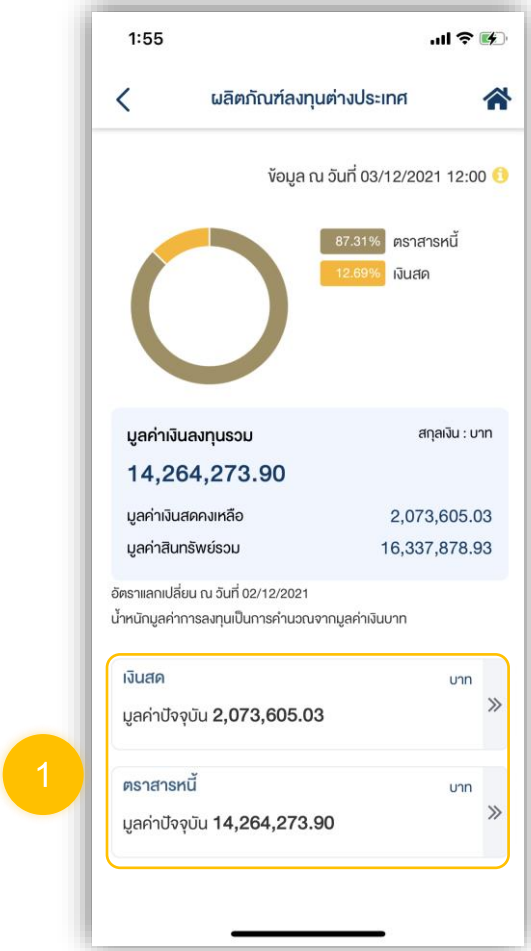 1:55
ผลิตภัณฑ์ลงทุนต่างประเทศ
ข้อมูล ณ วันที่ 03/12/2021 12:00
87.31% ตราสารหนี้
12.69% เงินสด
มูลค่าเงินลงทุนรวม สกุลเงิน : บาท
14,264,273.90
มูลค่าเงินสดคงเหลือ 2,073,605.03
มูลค่าสินทรัพย์รวม 16,337,878.93
อัตราแลกเปลี่ยน ณ วันที่ 02/12/2021
น้ำหนักมูลค่าการลงทุนเป็นการคำนวณจากมูลค่าเงินบาท
เงินสด บาท
มูลค่าปัจจุบัน 2,073,605.03
1
ตราสารหนี้ บาท
มูลค่าปัจจุบัน 14,264,273.90